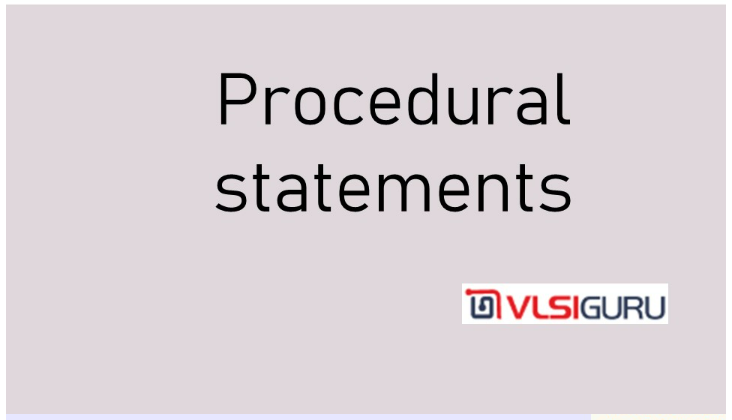 Procedural
statements
VLSIGURU